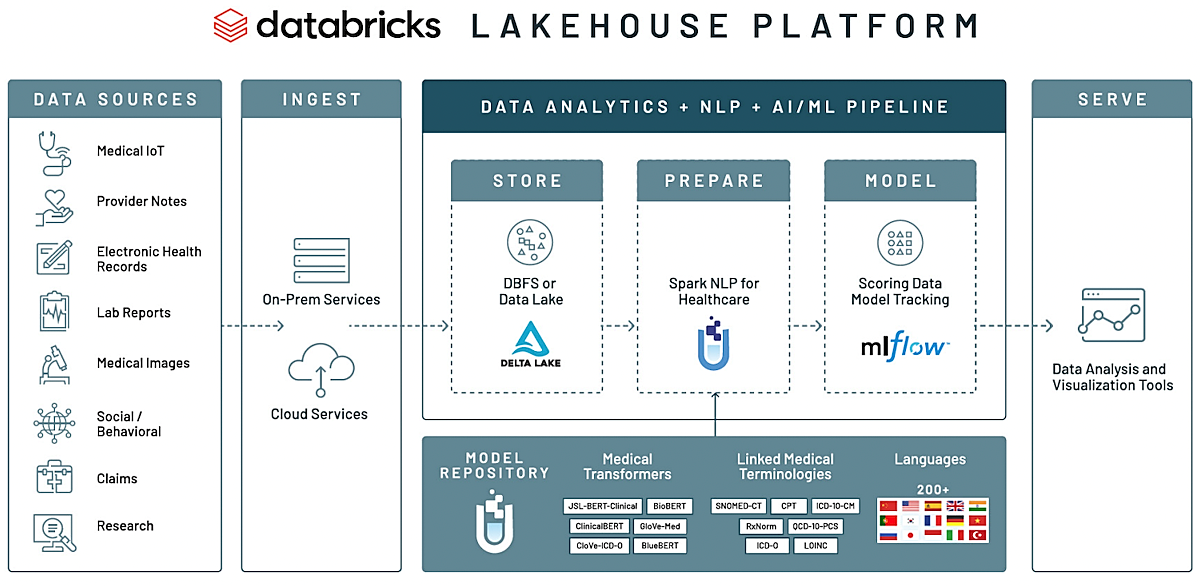 databricks LAKEHOUSE PLATFORM
DATA SOURCES
Medical IoT
Provider Notes
Electronic Health
Records
Lab Reports
Medical Images
Social /
Behavioral
Claims
Research
INGEST
On-Prem Services
Cloud Services
DATA ANALYTICS + NLP + AI/ML PIPELINE
STORE
DBFS or
Data Lake
DELTA LAKE
PREPARE
Spark NLP for
Healthcare
MODEL
Scoring Data
Model Tracking
mlflow™
MODEL
REPOSITORY
Medical
Transformers
JSL-BERT-Clinical BioBERT
ClinicalBERT GloVe-Med
CloVe-ICD-O BlueBERT
Linked Medical
Terminologies
SNOMED-CT CPT ICD-10-CM
RxNorm QCD-10-PCS
ICD-O LOINC
Languages
200+
SERVE
Data Analysis and
Visualization Tools